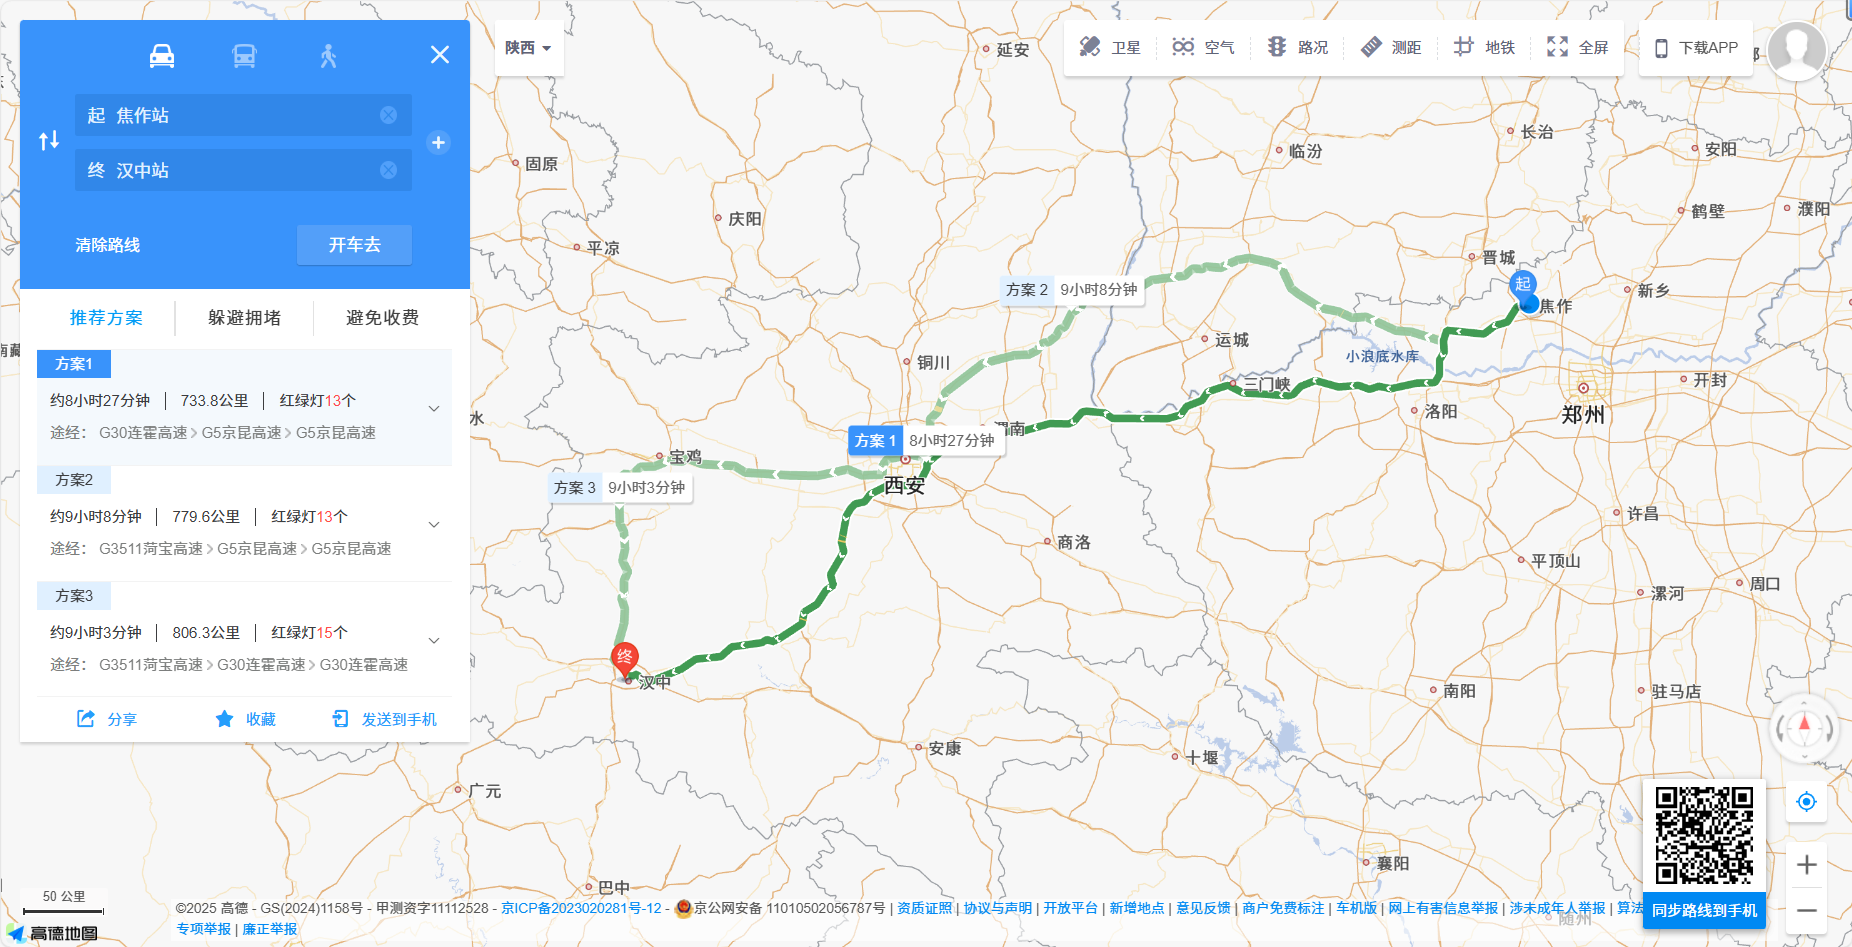 起 焦作站
终 汉中站
清除路线
开车去
推荐方案
躲避拥堵
避免收费
方案1
约8小时27分钟 | 733.8公里 | 红绿灯13个
途经： G30连霍高速 > G5京昆高速 > G5京昆高速
方案2
约9小时8分钟 | 779.6公里 | 红绿灯13个
途经： G3511菏宝高速 > G5京昆高速 > G5京昆高速
方案3
约9小时3分钟 | 806.3公里 | 红绿灯15个
途经： G3511菏宝高速 > G30连霍高速 > G30连霍高速
分享
收藏
发送到手机
陕西
卫星
空气
路况
测距
地铁
全屏
下载APP
延安
长治
临汾
安阳
固原
庆阳
鹤壁
濮阳
平凉
晋城
方案 2 9小时8分钟
起
新乡
焦作
运城
小浪底水库
铜川
三门峡
开封
洛阳
郑州
水
渭南
方案 1 8小时27分钟
宝鸡
方案 3 9小时3分钟
西安
许昌
商洛
平顶山
周口
漯河
终
汉中
南阳
驻马店
安康
十堰
广元
襄阳
巴中
随州
50 公里
高德地图
©2025 高德 - GS(2024)1158号 - 甲测资字11112528 - 京ICP备2023020281号-12 - 京公网安备 11010502056787号 | 资质证照 | 协议与声明 | 开放平台 | 新增地点 | 意见反馈 | 商户免费标注 | 车机版 | 网上有害信息举报 | 涉未成年人举报 | 算法
专项举报 | 廉正举报
同步路线到手机